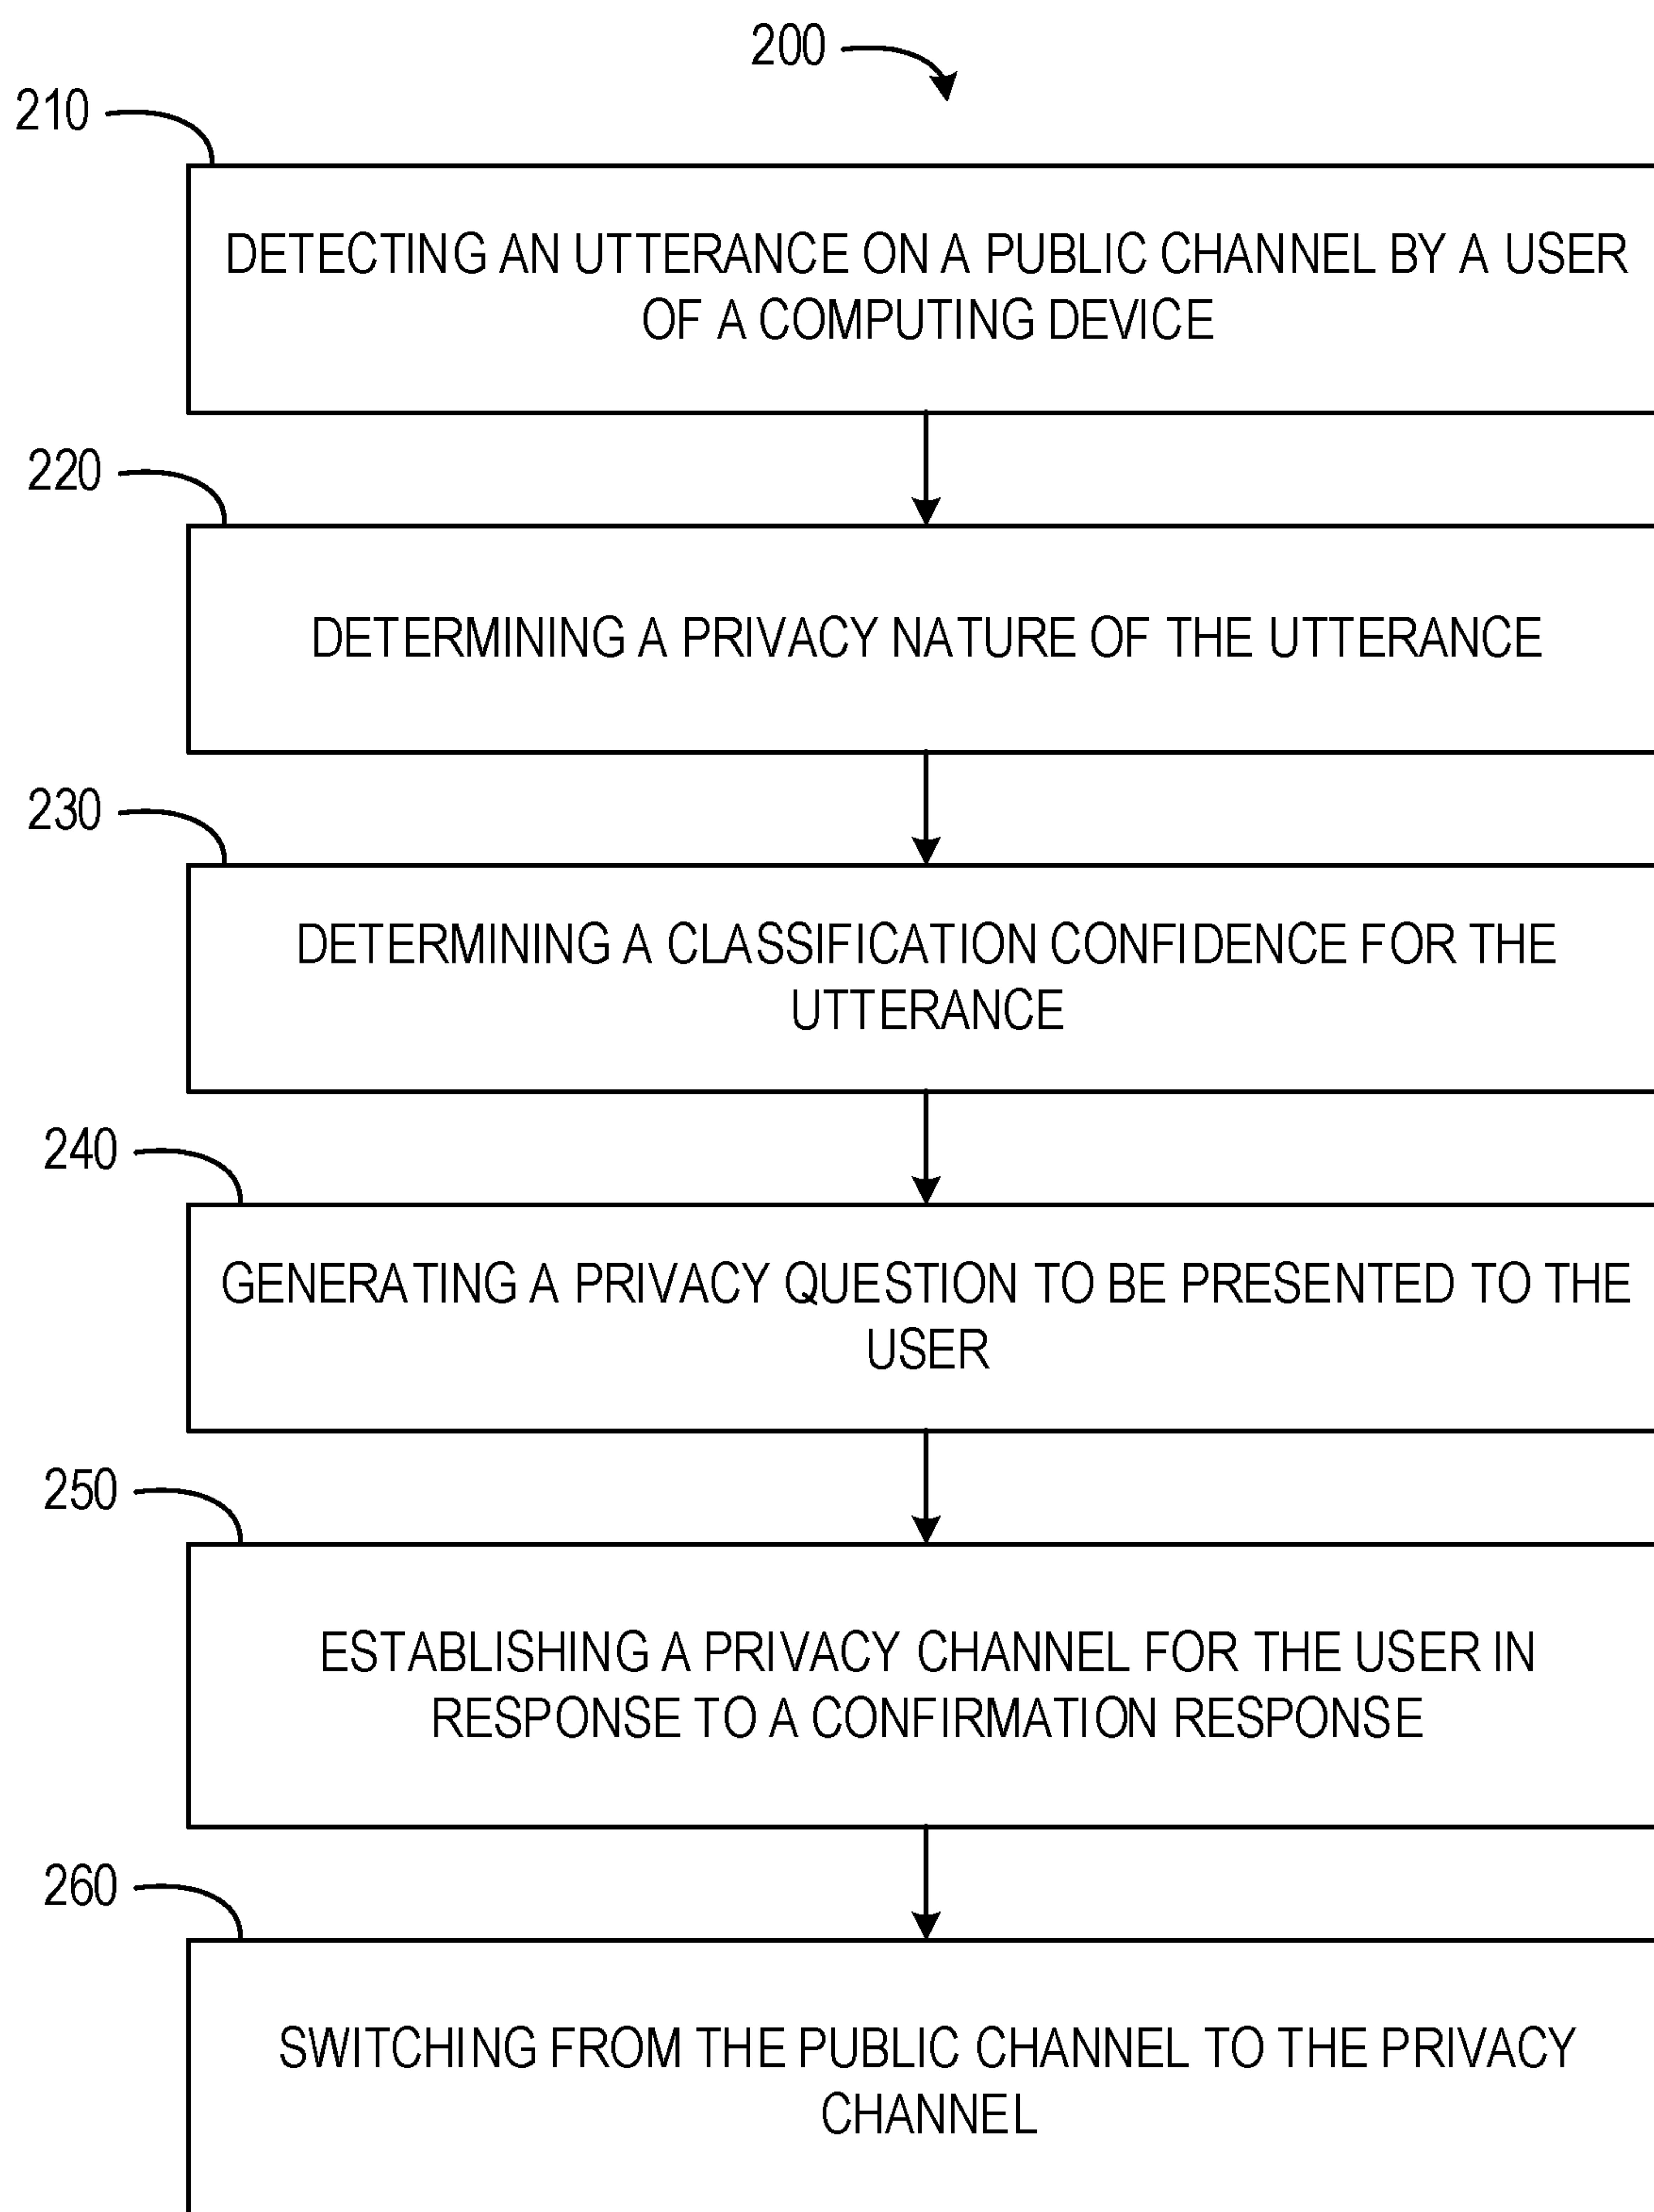 200
210
DETECTING AN UTTERANCE ON A PUBLIC CHANNEL BY A USER
OF A COMPUTING DEVICE
220
DETERMINING A PRIVACY NATURE OF THE UTTERANCE
230
DETERMINING A CLASSIFICATION CONFIDENCE FOR THE
UTTERANCE
240
GENERATING A PRIVACY QUESTION TO BE PRESENTED TO THE
USER
250
ESTABLISHING A PRIVACY CHANNEL FOR THE USER IN
RESPONSE TO A CONFIRMATION RESPONSE
260
SWITCHING FROM THE PUBLIC CHANNEL TO THE PRIVACY
CHANNEL